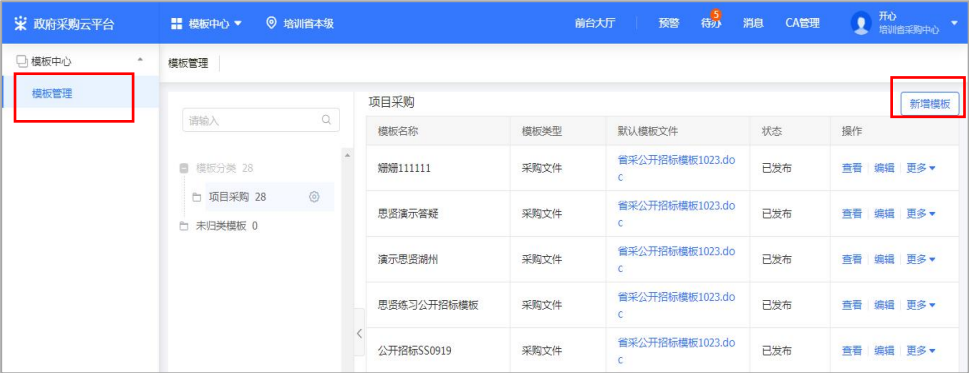 政府采购云平台 模板中心 培训省本级 前台大厅 预警 待办 5 消息 CA管理 开心
培训省采购中心
模板中心
模板管理
模板管理
请输入
模板分类 28
项目采购 28
未归类模板 0
项目采购 新增模板
模板名称 模板类型 默认模板文件 状态 操作
姗姗111111 采购文件 省采公开招标模板1023.do
c 已发布 查看 编辑 更多
思贤演示答疑 采购文件 省采公开招标模板1023.do
c 已发布 查看 编辑 更多
演示思贤湖州 采购文件 省采公开招标模板1023.do
c 已发布 查看 编辑 更多
思贤练习公开招标模板 采购文件 省采公开招标模板1023.do
c 已发布 查看 编辑 更多
公开招标SS0919 采购文件 省采公开招标模板1023.do
c 已发布 查看 编辑 更多